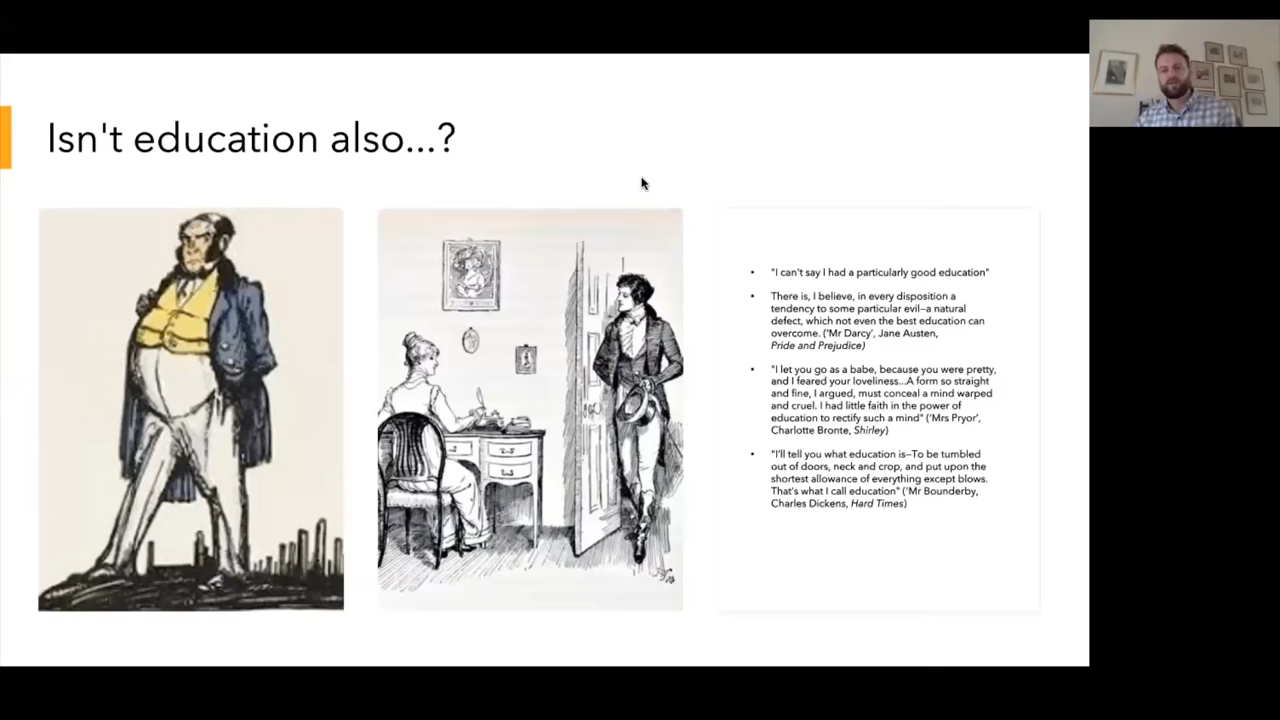 Isn't education also...?
• "I can't say I had a particularly good education"
• There is, I believe, in every disposition a
tendency to some particular evil—a natural
defect, which not even the best education can
overcome. ('Mr Darcy', Jane Austen,
Pride and Prejudice)
• "I let you go as a babe, because you were pretty,
and I feared your loveliness...A form so straight
and fine, I argued, must conceal a mind warped
and cruel. I had little faith in the power of
education to rectify such a mind" ('Mrs Pryor',
Charlotte Bronte, Shirley)
• "I'll tell you what education is—To be tumbled
out of doors, neck and crop, and put upon the
shortest allowance of everything except blows.
That's what I call education" ('Mr Bounderby,
Charles Dickens, Hard Times)